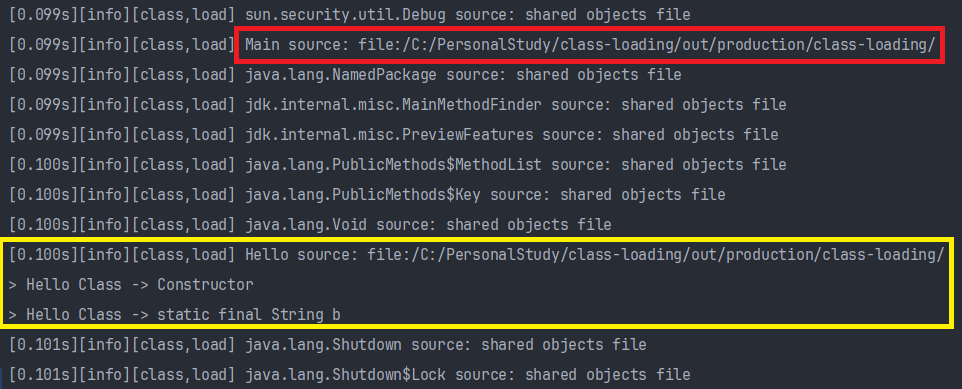 [0.099s][info][class,load] sun.security.util.Debug source: shared objects file
[0.099s][info][class,load] Main source: file:/C:/PersonalStudy/class-loading/out/production/class-loading/
[0.099s][info][class,load] java.lang.NamedPackage source: shared objects file
[0.099s][info][class,load] jdk.internal.misc.MainMethodFinder source: shared objects file
[0.099s][info][class,load] jdk.internal.misc.PreviewFeatures source: shared objects file
[0.100s][info][class,load] java.lang.PublicMethods$MethodList source: shared objects file
[0.100s][info][class,load] java.lang.PublicMethods$Key source: shared objects file
[0.100s][info][class,load] java.lang.Void source: shared objects file
[0.100s][info][class,load] Hello source: file:/C:/PersonalStudy/class-loading/out/production/class-loading/
> Hello Class -> Constructor
> Hello Class -> static final String b
[0.101s][info][class,load] java.lang.Shutdown source: shared objects file
[0.101s][info][class,load] java.lang.Shutdown$Lock source: shared objects file